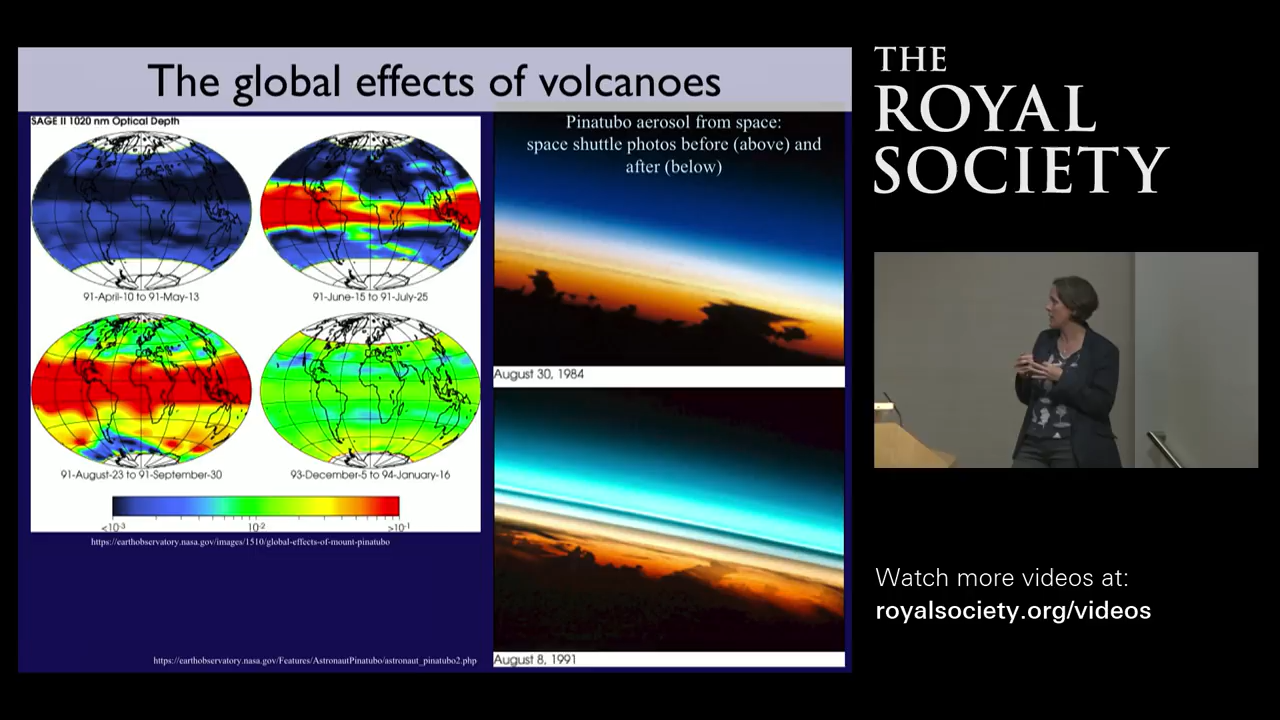 The global effects of volcanoes
SAGE II 1020 nm Optical Depth
91-April-10 to 91-May-13
91-June-15 to 91-July-25
91-August-23 to 91-September-30
93-December-5 to 94-January-16
<10-3
10-2
>10-1
https://earthobservatory.nasa.gov/images/1510/global-effects-of-mount-pinatubo
https://earthobservatory.nasa.gov/Features/AstronautPinatubo/astronaut_pinatubo2.php
Pinatubo aerosol from space:
space shuttle photos before (above) and
after (below)
August 30, 1984
August 8, 1991
THE
ROYAL
SOCIETY
Watch more videos at:
royalsociety.org/videos